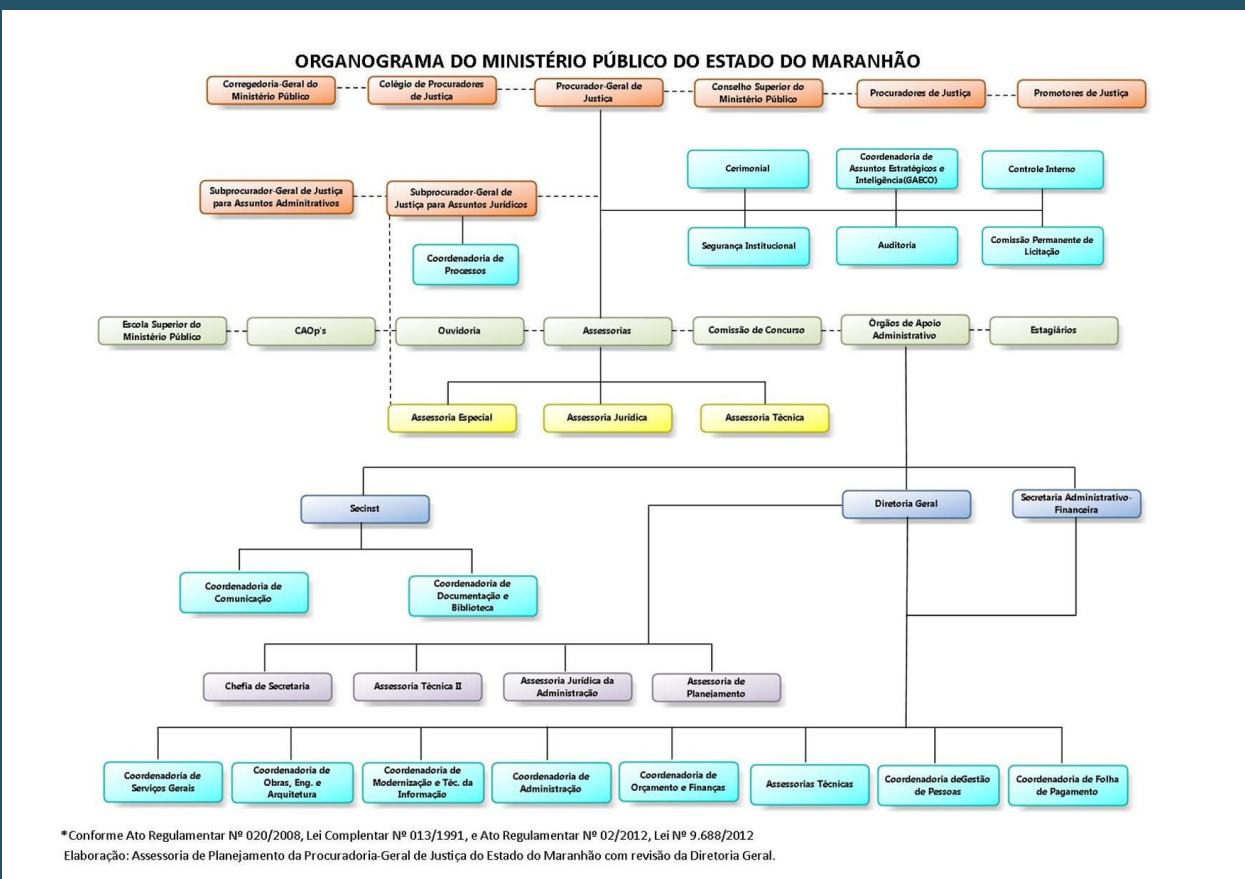 ORGANOGRAMA DO MINISTÉRIO PÚBLICO DO ESTADO DO MARANHÃO
Corregedoria-Geral do
Ministério Público
Colégio de Procuradores
de Justiça
Procurador-Geral de
Justiça
Conselho Superior do
Ministério Público
Procuradores de Justiça
Promotores de Justiça
Cerimonial
Coordenadoria de
Assuntos Estratégicos e
Inteligência(GAECO)
Controle Interno
Subprocurador-Geral de Justiça
para Assuntos Adminitrativos
Subprocurador-Geral de
Justiça para Assuntos Jurídicos
Segurança Institucional
Auditoria
Comissão Permanente de
Licitação
Coordenadoria de
Processos
Escola Superior do
Ministério Público
CAOp's
Ouvidoria
Assessorias
Comissão de Concurso
Órgãos de Apoio
Administrativo
Estagiários
Assessoria Especial
Assessoria Jurídica
Assessoria Técnica
Secinst
Diretoria Geral
Secretaria Administrativo-
Financeira
Coordenadoria de
Comunicação
Coordenadoria de
Documentação e
Biblioteca
Chefia de Secretaria
Assessoria Técnica II
Assessoria Jurídica da
Administração
Assessoria de
Planejamento
Coordenadoria de
Serviços Gerais
Coordenadoria de
Obras, Eng. e
Arquitetura
Coordenadoria de
Modernização e Téc. da
Informação
Coordenadoria de
Administração
Coordenadoria de
Orçamento e Finanças
Assessorias Técnicas
Coordenadoria deGestão
de Pessoas
Coordenadoria de Folha
de Pagamento
*Conforme Ato Regulamentar Nº 020/2008, Lei Complentar Nº 013/1991, e Ato Regulamentar Nº 02/2012, Lei Nº 9.688/2012
Elaboração: Assessoria de Planejamento da Procuradoria-Geral de Justiça do Estado do Maranhão com revisão da Diretoria Geral.